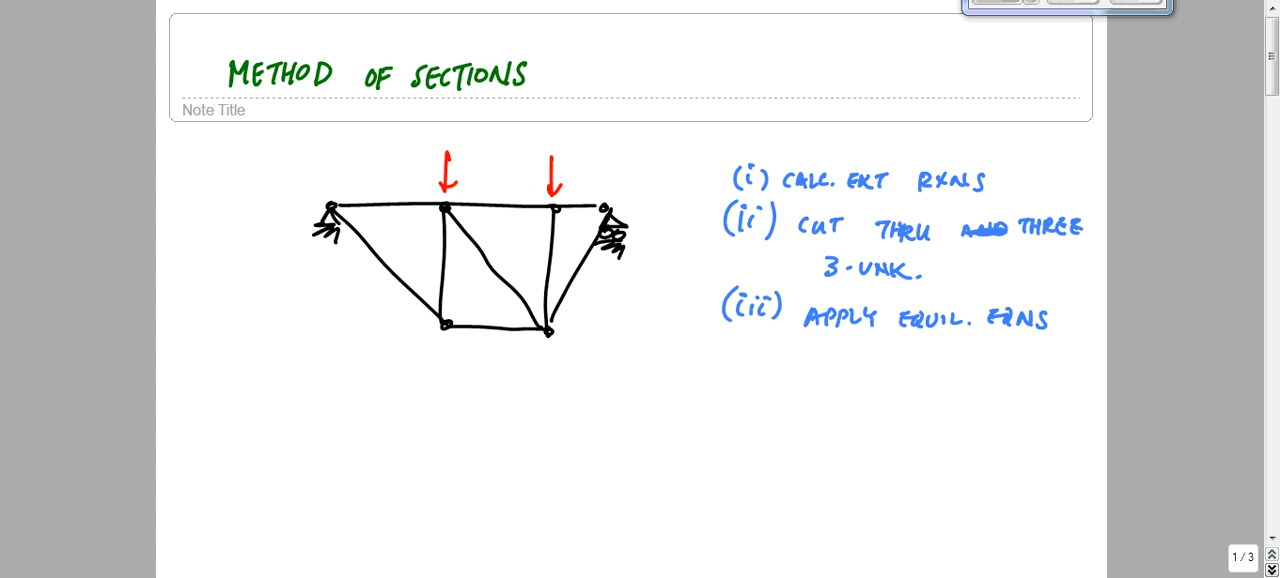 METHOD OF SECTIONS
Note Title
(i) CALC. EXT RXNS
(ii) CUT THRU THREE
3-UNK.
(iii) APPLY EQUIL. EQNS
1 / 3